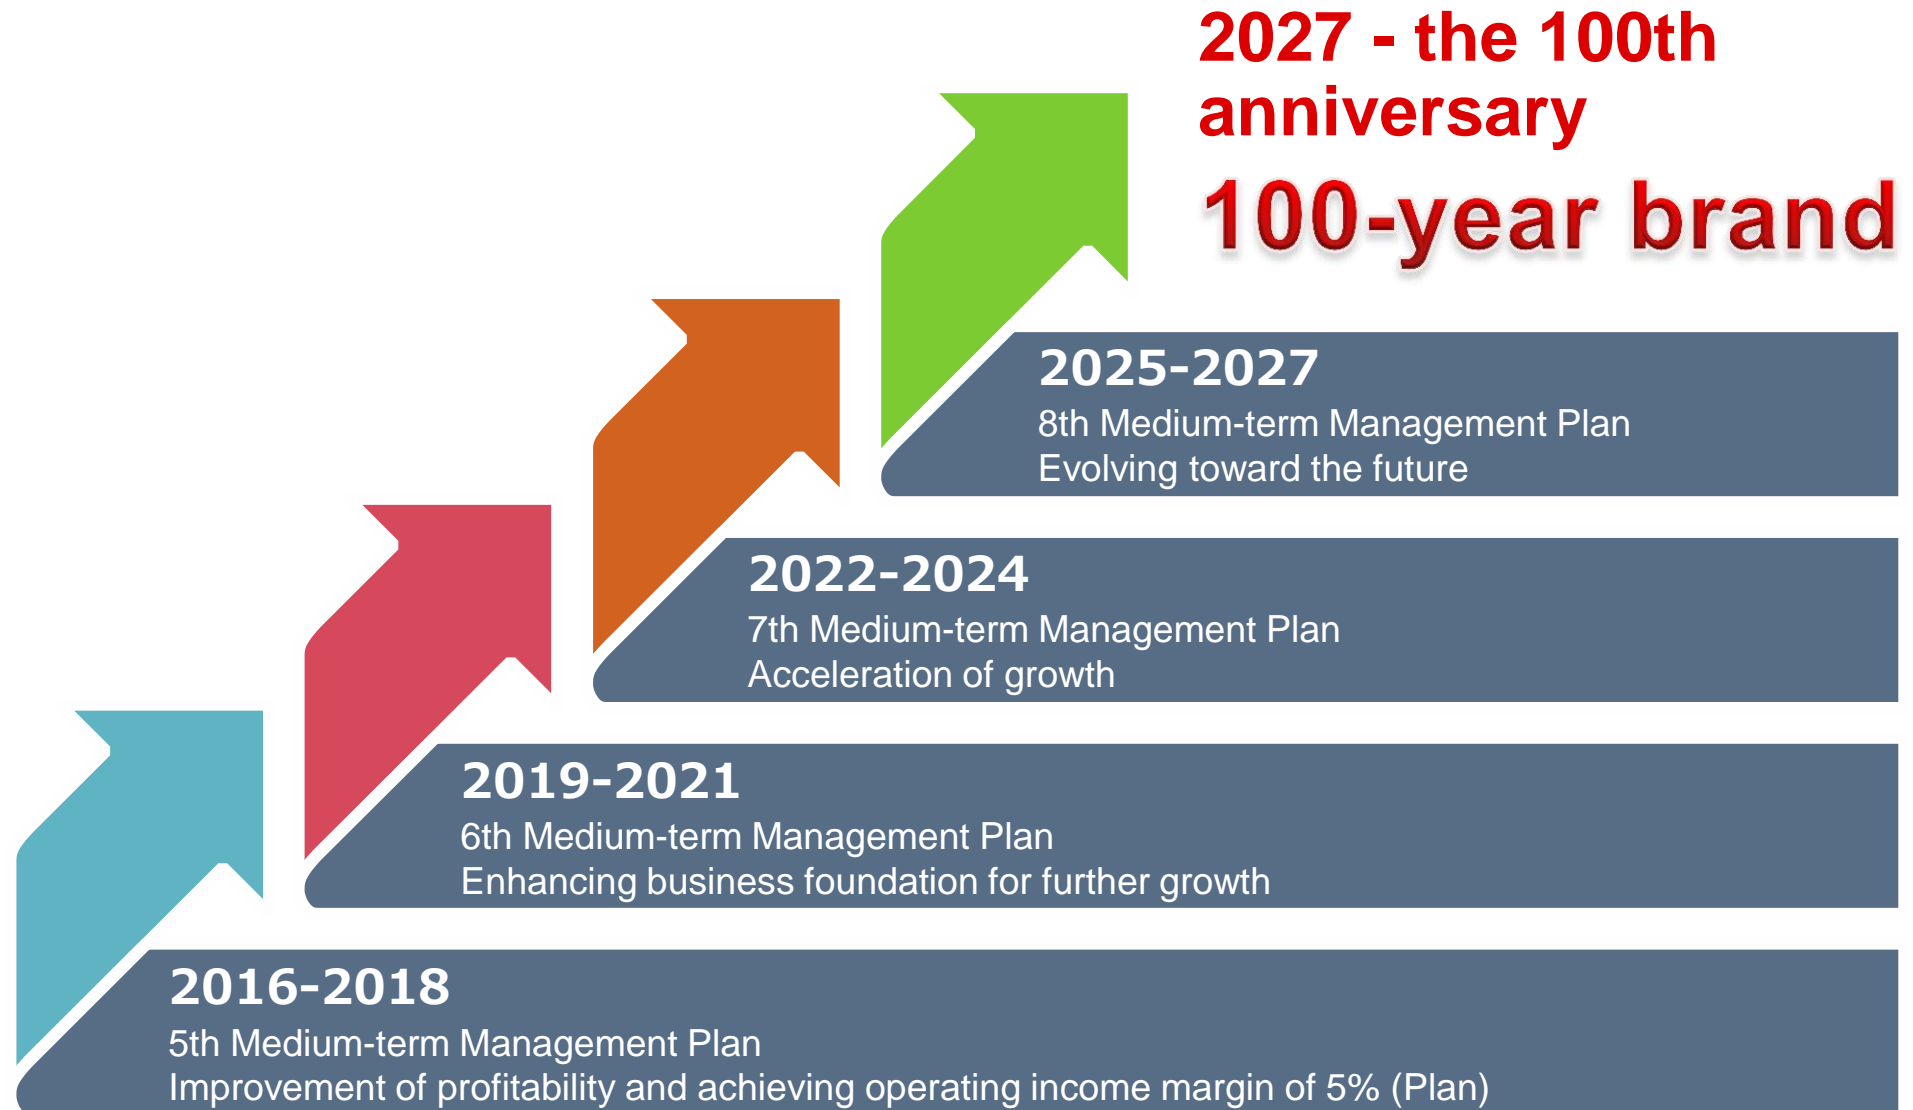 2027 - the 100th
anniversary
100-year brand
2025-2027
8th Medium-term Management Plan
Evolving toward the future
2022-2024
7th Medium-term Management Plan
Acceleration of growth
2019-2021
6th Medium-term Management Plan
Enhancing business foundation for further growth
2016-2018
5th Medium-term Management Plan
Improvement of profitability and achieving operating income margin of 5% (Plan)